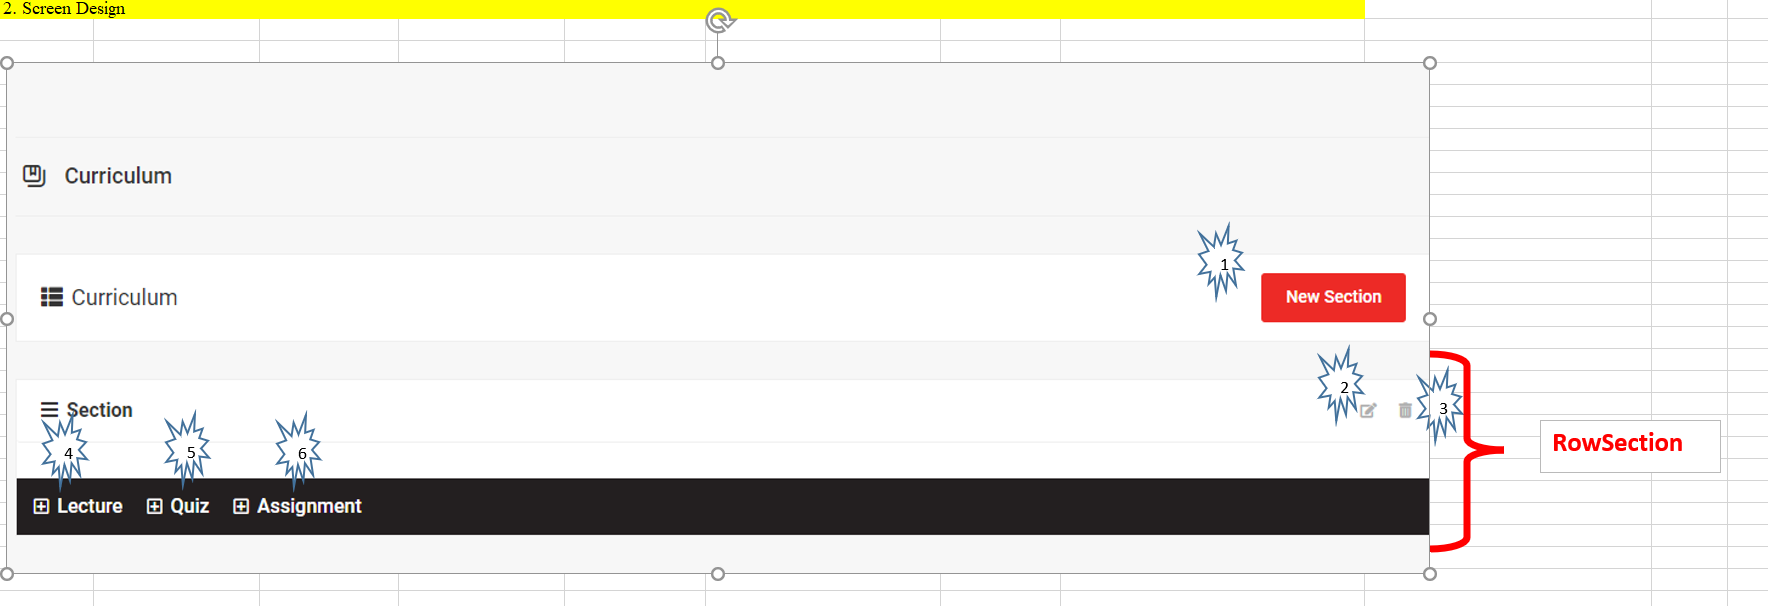 2. Screen Design
Curriculum
1
Curriculum
New Section
2
Section
3
RowSection
4
5
6
Lecture
Quiz
Assignment